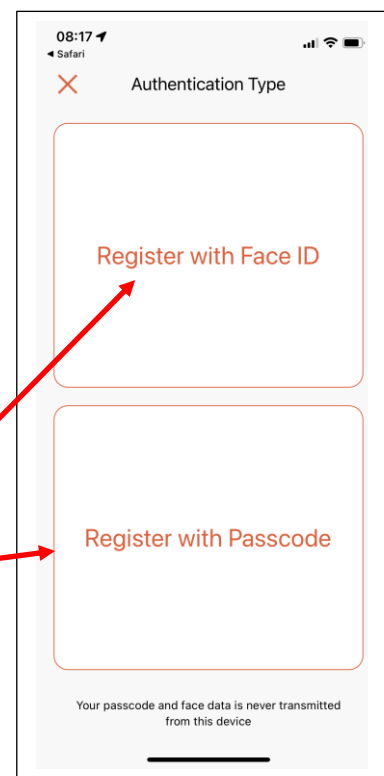 08:17
◀ Safari
Authentication Type
Register with Face ID
Register with Passcode
Your passcode and face data is never transmitted
from this device